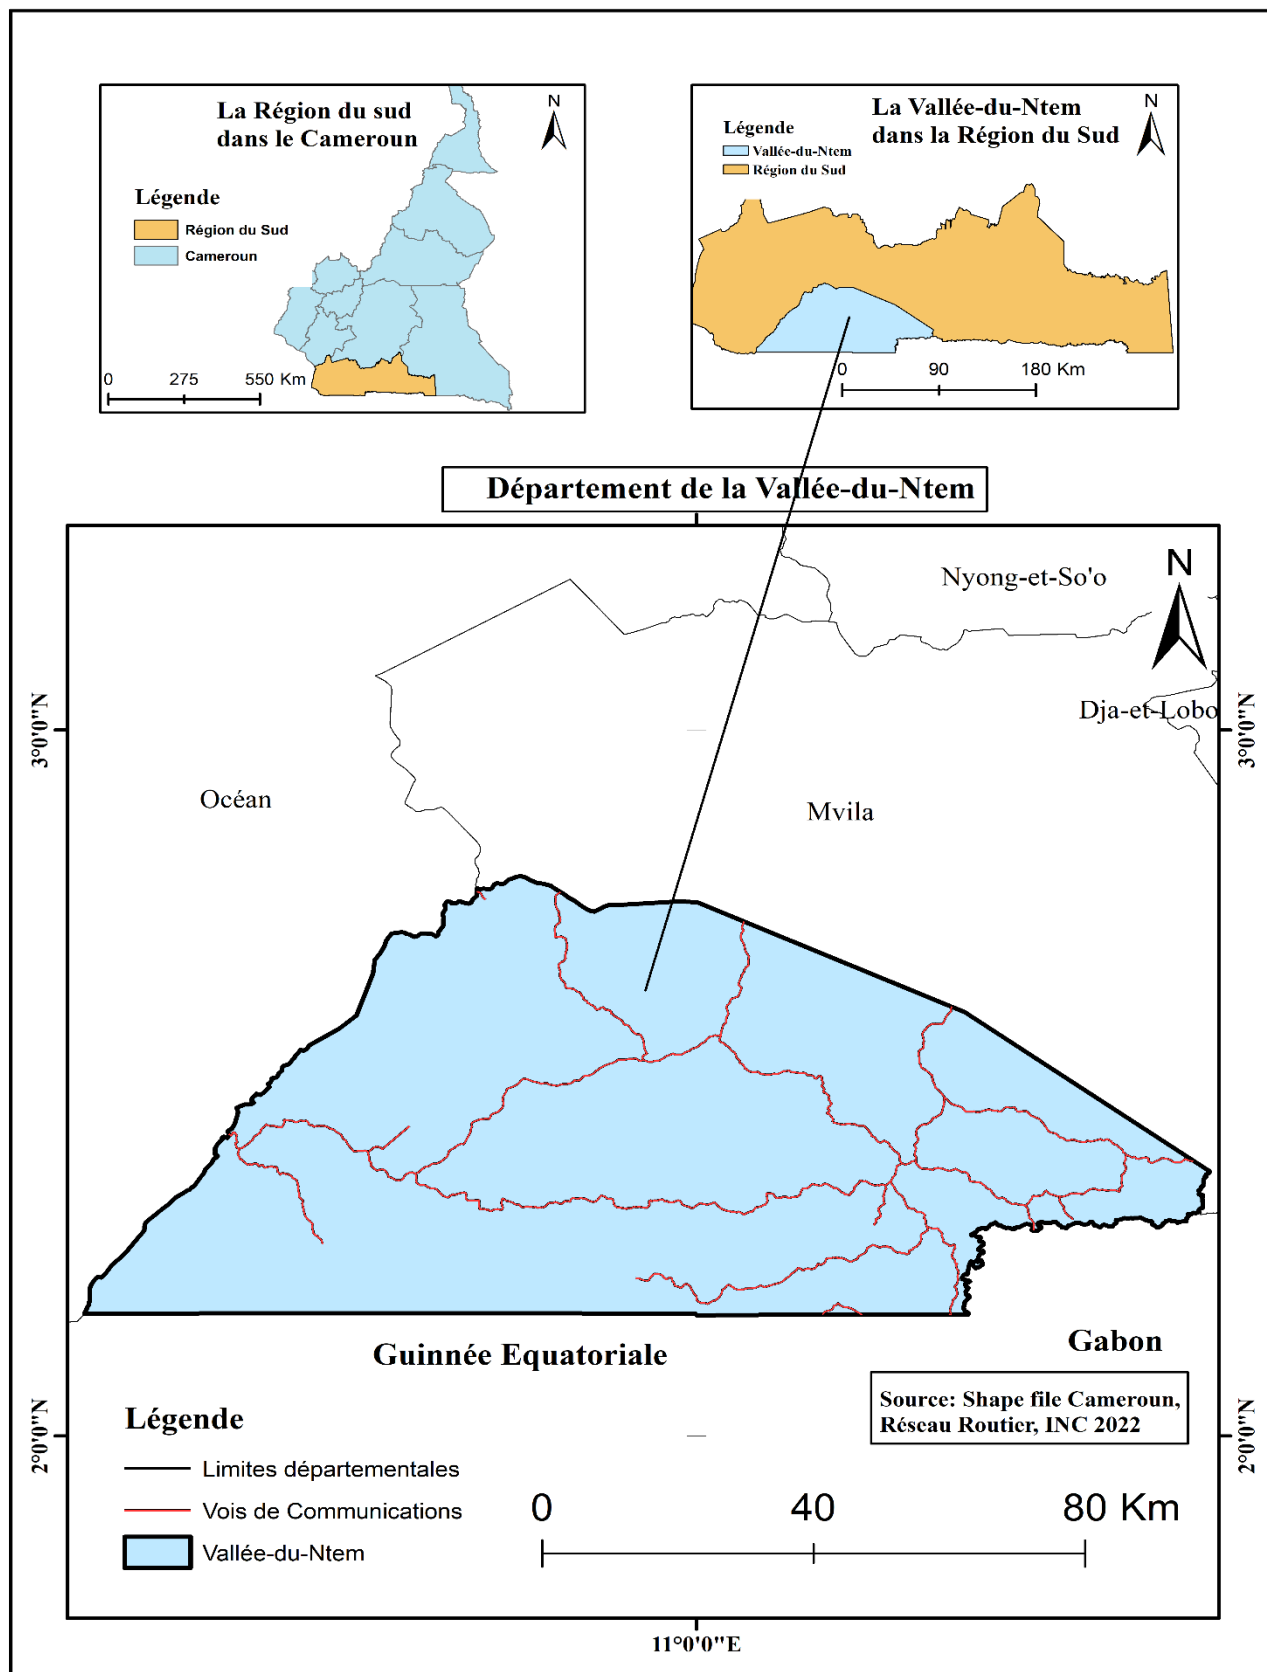 La Région du sud
dans le Cameroun
N
Légende
Région du Sud
Cameroun
0 275 550 Km
La Vallée-du-Ntem
dans la Région du Sud
N
Légende
Vallée-du-Ntem
Région du Sud
0 90 180 Km
Département de la Vallée-du-Ntem
Nyong-et-So'o
N
Dja-et-Lobo
3°0'0"N
3°0'0"N
Océan
Mvila
Guinnée Equatoriale
Gabon
Source: Shape file Cameroun,
Réseau Routier, INC 2022
Légende
2°0'0"N
2°0'0"N
Limites départementales
Vois de Communications
Vallée-du-Ntem
0 40 80 Km
11°0'0"E